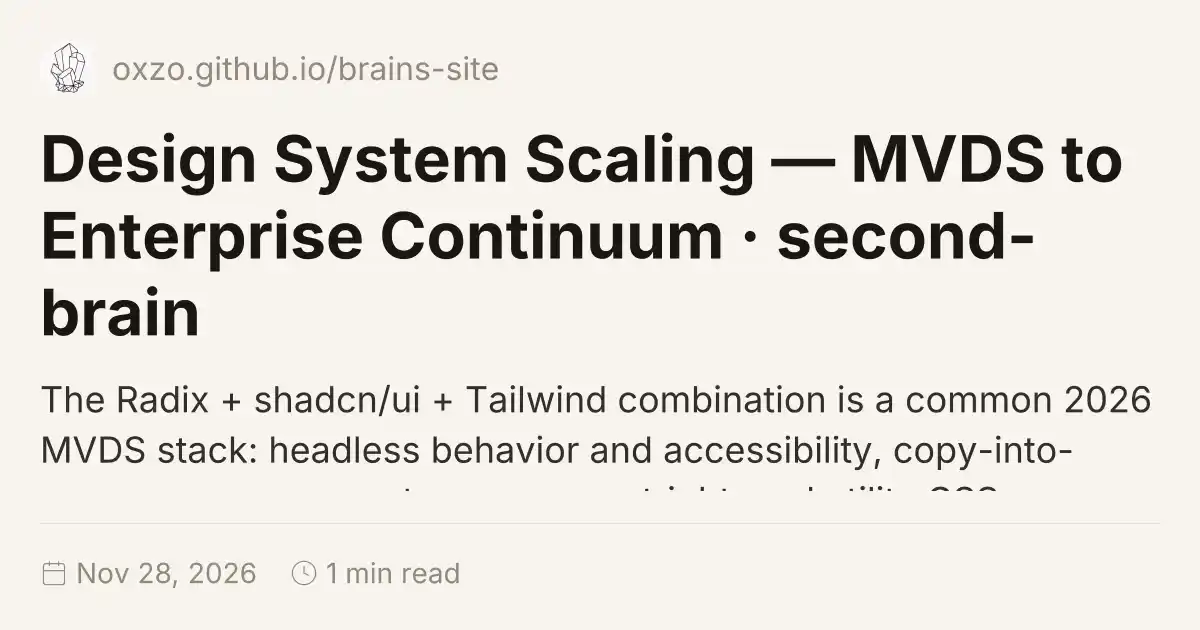 oxzo.github.io/brains-site
Design System Scaling — MVDS to
Enterprise Continuum · second-
brain
The Radix + shadcn/ui + Tailwind combination is a common 2026
MVDS stack: headless behavior and accessibility, copy-into-
Nov 28, 2026
1 min read